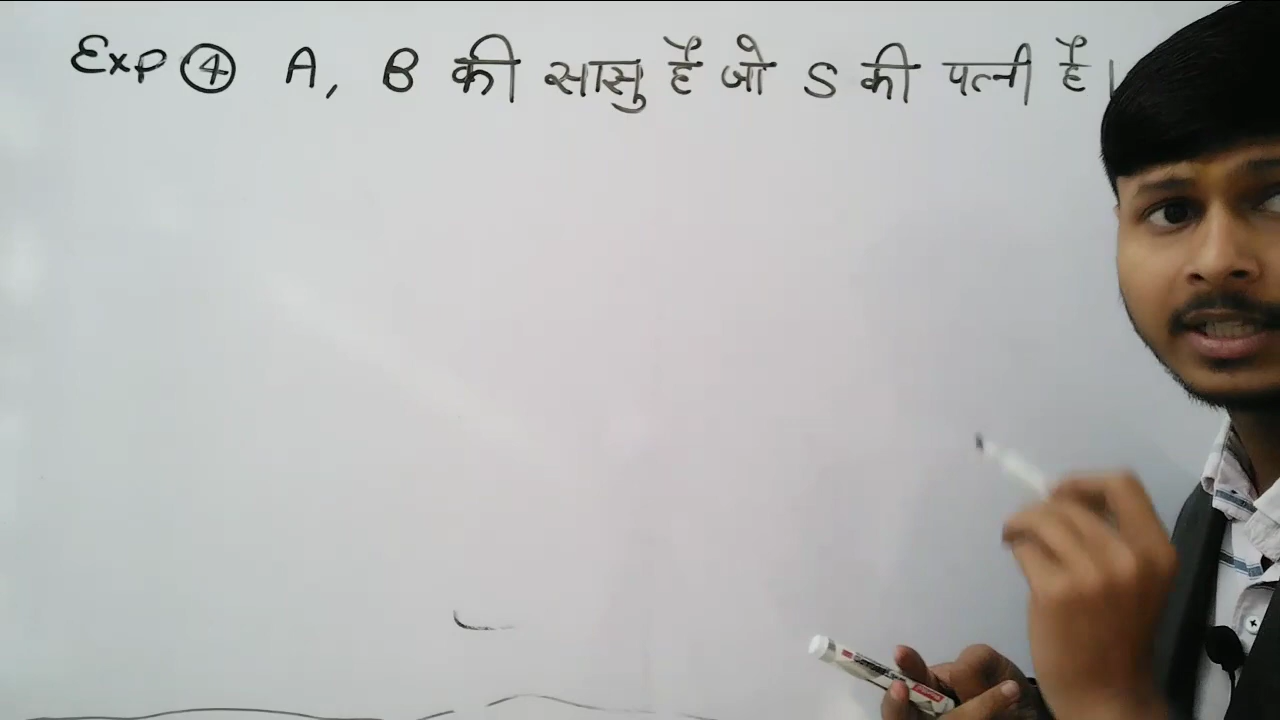 Exp ④ A, B की सासु है जो S की पत्नी है।